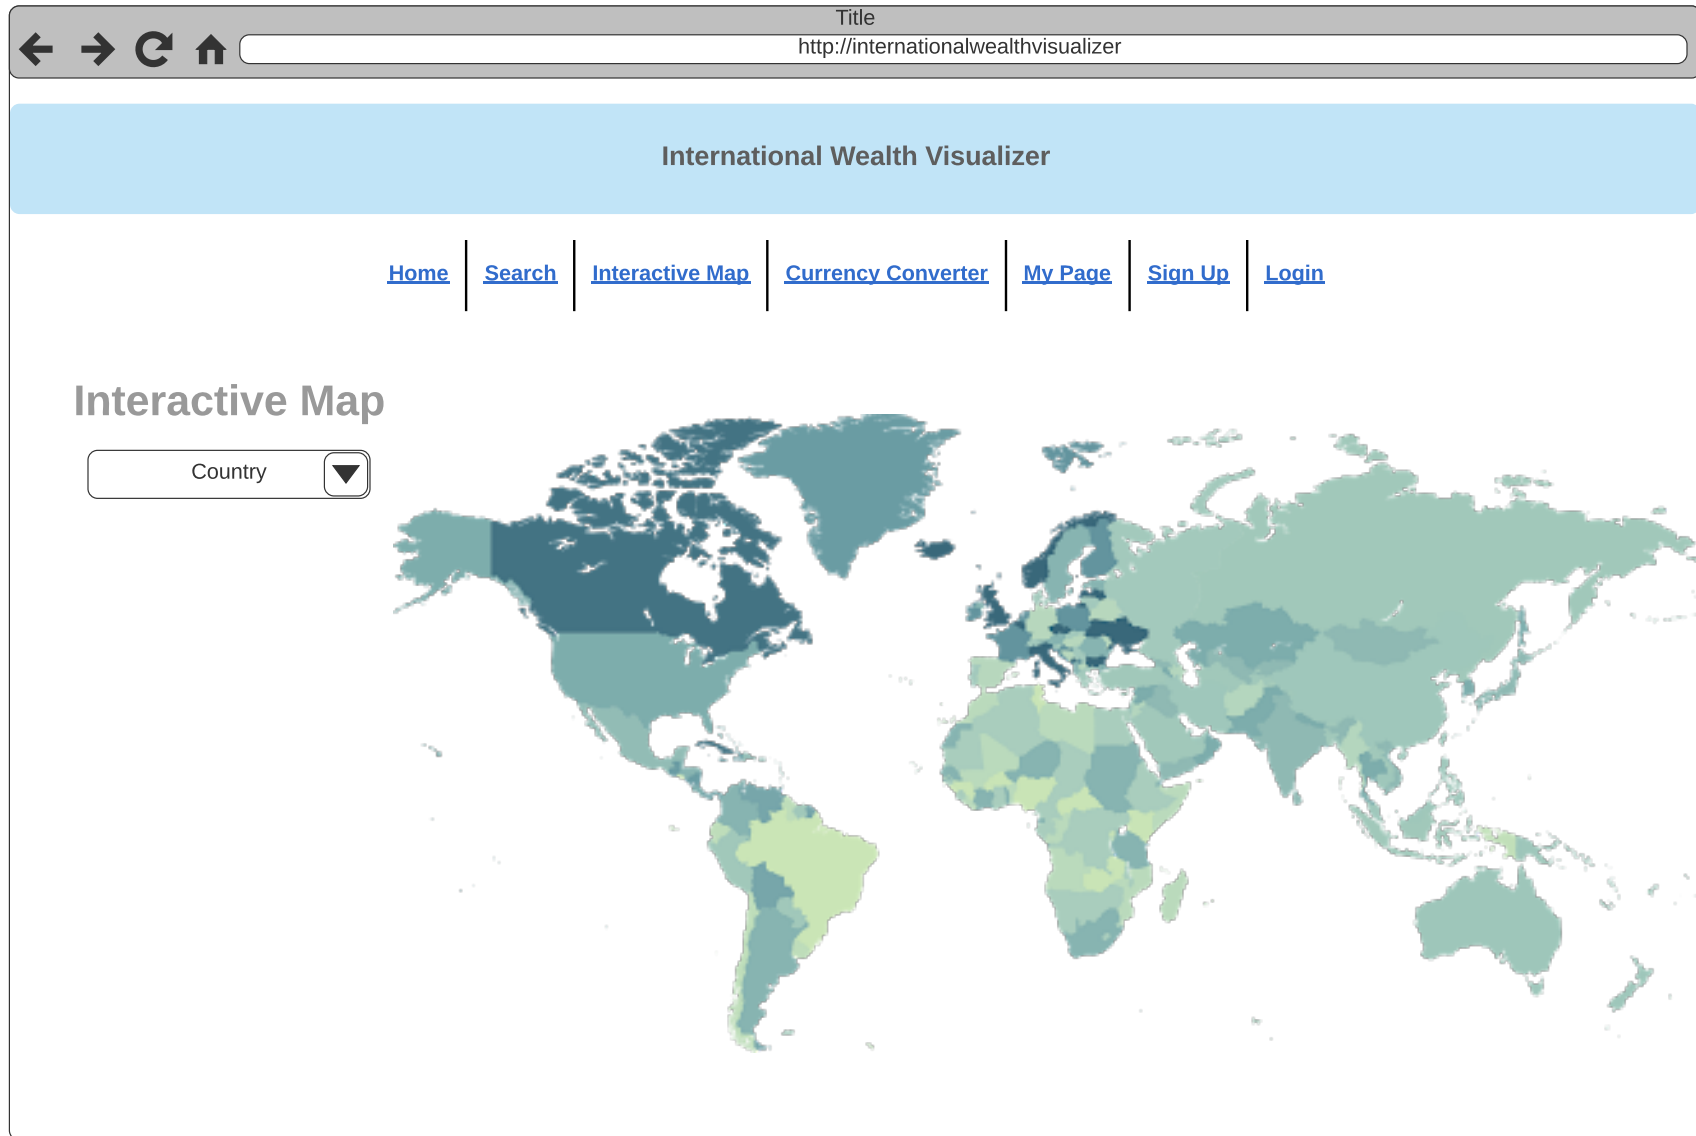 Title
http://internationalwealthvisualizer
International Wealth Visualizer
Home Search Interactive Map Currency Converter My Page Sign Up Login
Interactive Map
Country